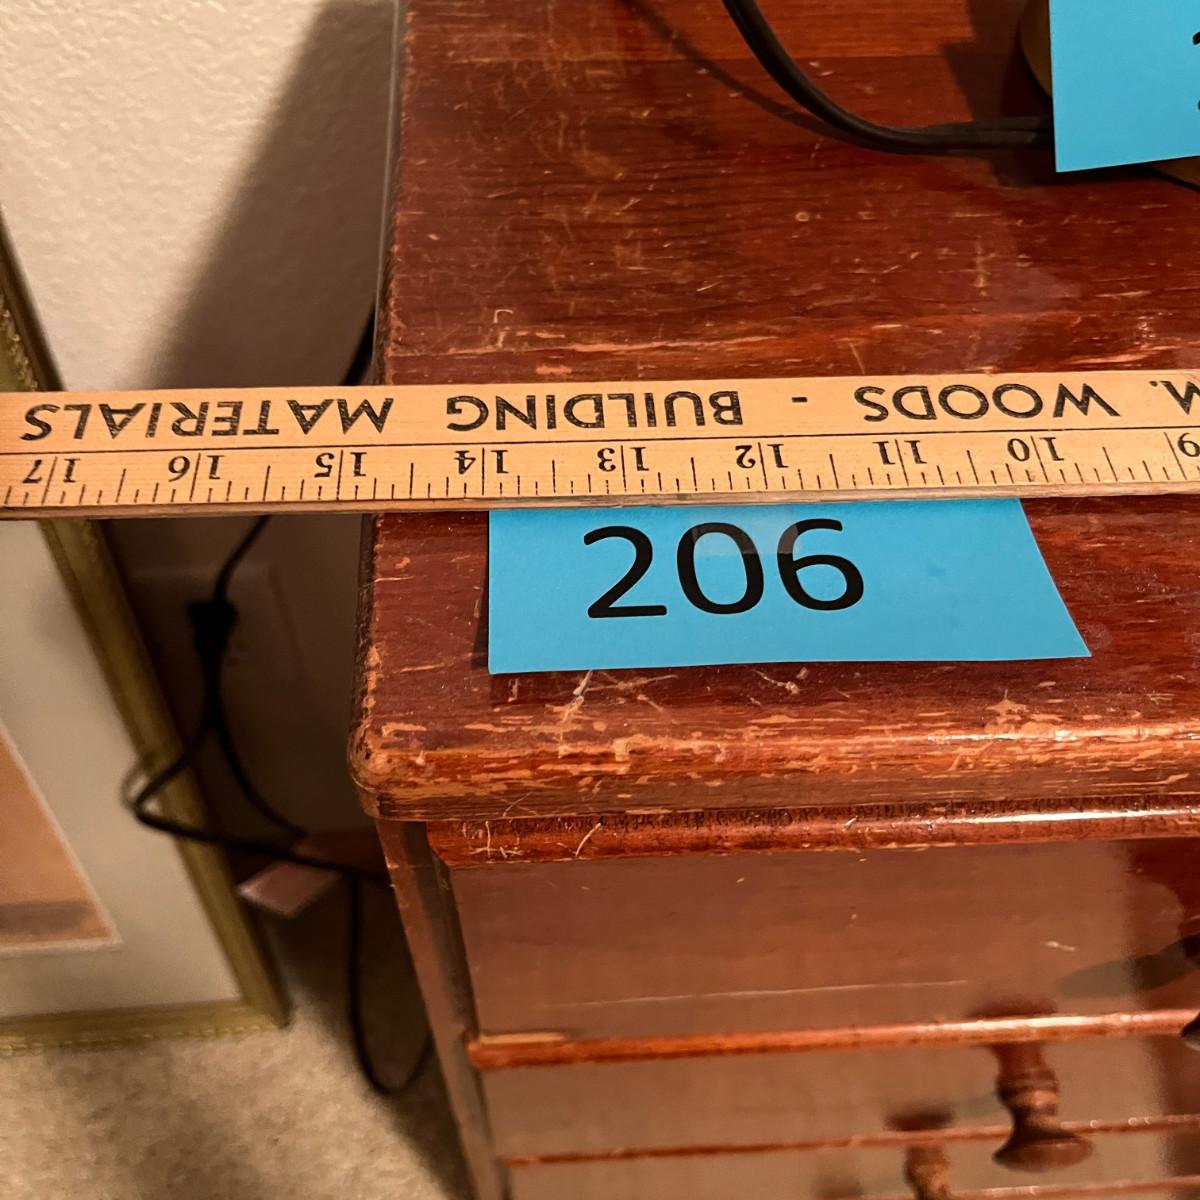 WOODS - BUILDING MATERIALS
9 10 11 12 13 14 15 16 17
206